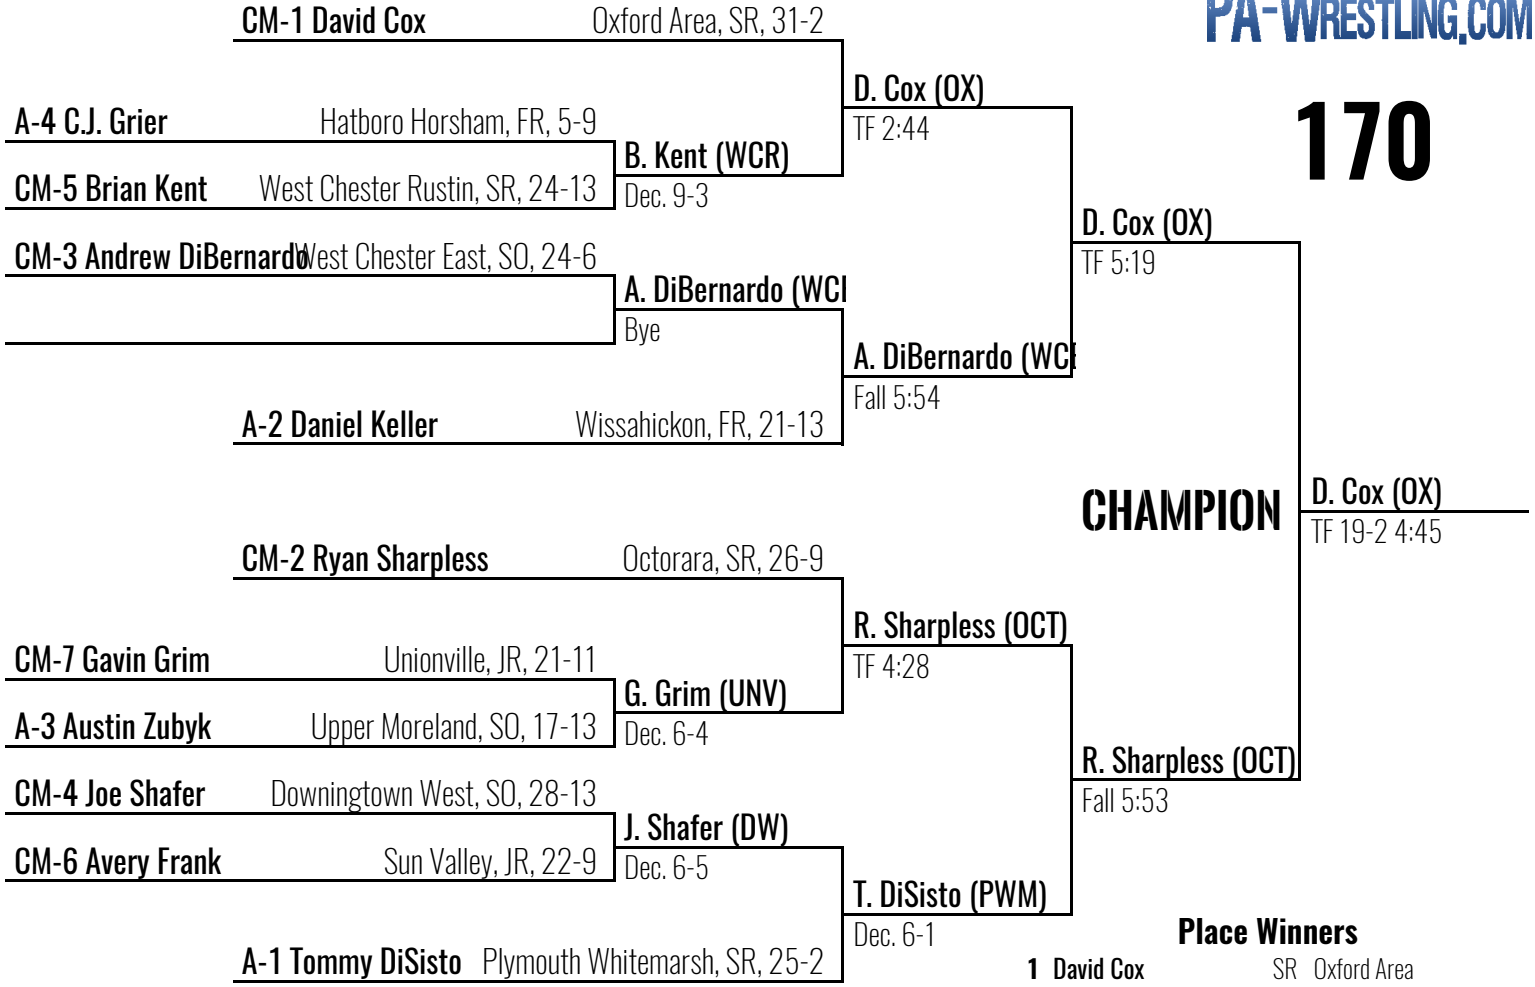 PA-WRESTLING.COM
170
CM-1 David Cox Oxford Area, SR, 31-2
D. Cox (OX)
TF 2:44
A-4 C.J. Grier Hatboro Horsham, FR, 5-9
B. Kent (WCR)
Dec. 9-3
CM-5 Brian Kent West Chester Rustin, SR, 24-13
D. Cox (OX)
TF 5:19
CM-3 Andrew DiBernardo West Chester East, SO, 24-6
A. DiBernardo (WC
Bye
A. DiBernardo (WC
Fall 5:54
A-2 Daniel Keller Wissahickon, FR, 21-13
CHAMPION
D. Cox (OX)
TF 19-2 4:45
CM-2 Ryan Sharpless Octorara, SR, 26-9
R. Sharpless (OCT)
TF 4:28
CM-7 Gavin Grim Unionville, JR, 21-11
G. Grim (UNV)
Dec. 6-4
A-3 Austin Zubyk Upper Moreland, SO, 17-13
R. Sharpless (OCT)
Fall 5:53
CM-4 Joe Shafer Downingtown West, SO, 28-13
J. Shafer (DW)
Dec. 6-5
CM-6 Avery Frank Sun Valley, JR, 22-9
T. DiSisto (PWM)
Dec. 6-1
A-1 Tommy DiSisto Plymouth Whitemarsh, SR, 25-2
Place Winners
1 David Cox SR Oxford Area